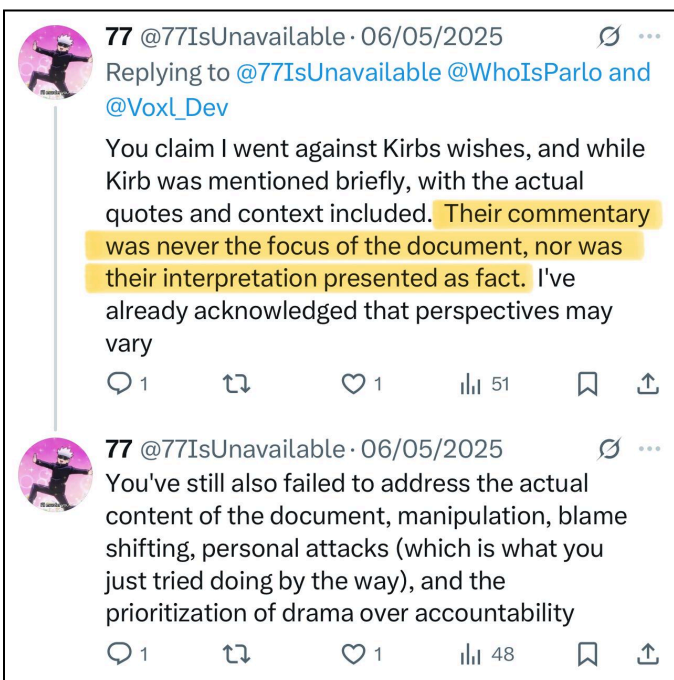 77 @77IsUnavailable · 06/05/2025
Replying to @77IsUnavailable @WhoIsParlo and
@Voxl_Dev
You claim I went against Kirbs wishes, and while
Kirb was mentioned briefly, with the actual
quotes and context included. Their commentary
was never the focus of the document, nor was
their interpretation presented as fact. I've
already acknowledged that perspectives may
vary
1 1 51
77 @77IsUnavailable · 06/05/2025
You've still also failed to address the actual
content of the document, manipulation, blame
shifting, personal attacks (which is what you
just tried doing by the way), and the
prioritization of drama over accountability
1 1 48